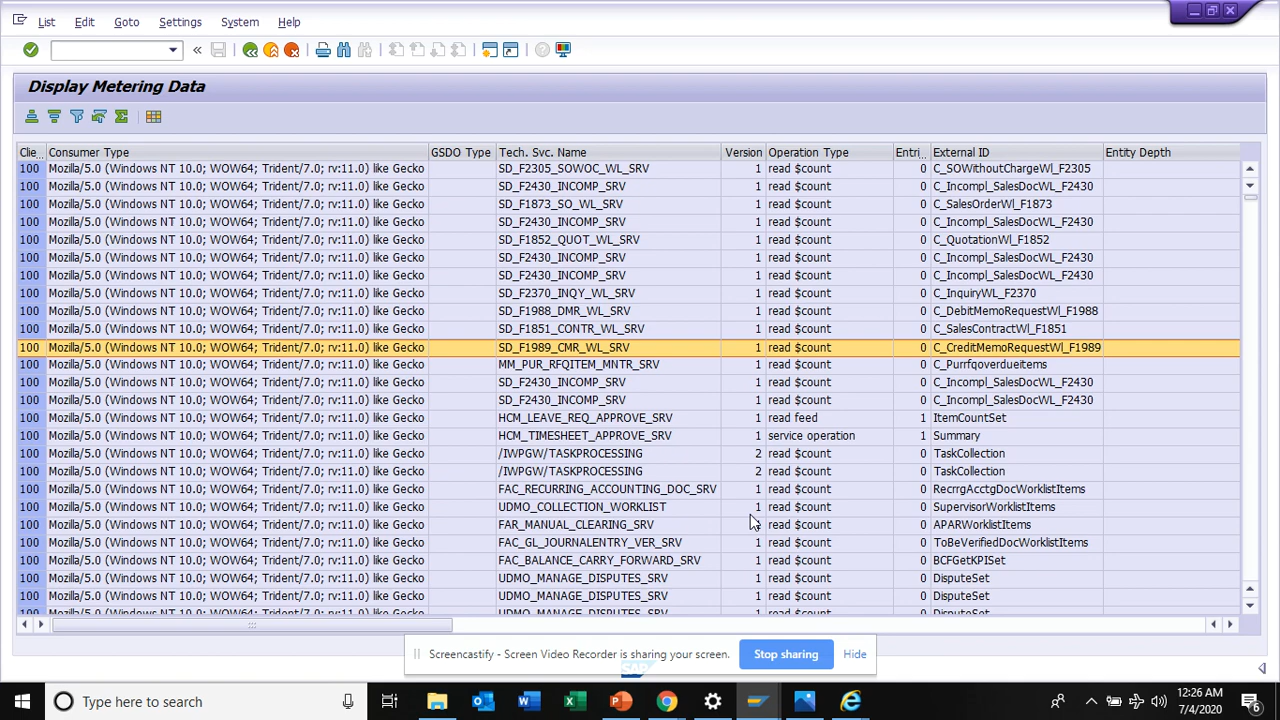 List Edit Goto Settings System Help
Display Metering Data
Clie.. Consumer Type GSDO Type Tech. Svc. Name Version Operation Type Entri.. External ID Entity Depth
100 Mozilla/5.0 (Windows NT 10.0; WOW64; Trident/7.0; rv:11.0) like Gecko SD_F2305_SOWOC_WL_SRV 1 read $count 0 C_SOWithoutChargeWl_F2305
100 Mozilla/5.0 (Windows NT 10.0; WOW64; Trident/7.0; rv:11.0) like Gecko SD_F2430_INCOMP_SRV 1 read $count 0 C_Incompl_SalesDocWL_F2430
100 Mozilla/5.0 (Windows NT 10.0; WOW64; Trident/7.0; rv:11.0) like Gecko SD_F1873_SO_WL_SRV 1 read $count 0 C_SalesOrderWl_F1873
100 Mozilla/5.0 (Windows NT 10.0; WOW64; Trident/7.0; rv:11.0) like Gecko SD_F2430_INCOMP_SRV 1 read $count 0 C_Incompl_SalesDocWL_F2430
100 Mozilla/5.0 (Windows NT 10.0; WOW64; Trident/7.0; rv:11.0) like Gecko SD_F1852_QUOT_WL_SRV 1 read $count 0 C_QuotationWl_F1852
100 Mozilla/5.0 (Windows NT 10.0; WOW64; Trident/7.0; rv:11.0) like Gecko SD_F2430_INCOMP_SRV 1 read $count 0 C_Incompl_SalesDocWL_F2430
100 Mozilla/5.0 (Windows NT 10.0; WOW64; Trident/7.0; rv:11.0) like Gecko SD_F2430_INCOMP_SRV 1 read $count 0 C_Incompl_SalesDocWL_F2430
100 Mozilla/5.0 (Windows NT 10.0; WOW64; Trident/7.0; rv:11.0) like Gecko SD_F2370_INQY_WL_SRV 1 read $count 0 C_InquiryWL_F2370
100 Mozilla/5.0 (Windows NT 10.0; WOW64; Trident/7.0; rv:11.0) like Gecko SD_F1988_DMR_WL_SRV 1 read $count 0 C_DebitMemoRequestWl_F1988
100 Mozilla/5.0 (Windows NT 10.0; WOW64; Trident/7.0; rv:11.0) like Gecko SD_F1851_CONTR_WL_SRV 1 read $count 0 C_SalesContractWl_F1851
100 Mozilla/5.0 (Windows NT 10.0; WOW64; Trident/7.0; rv:11.0) like Gecko SD_F1989_CMR_WL_SRV 1 read $count 0 C_CreditMemoRequestWl_F1989
100 Mozilla/5.0 (Windows NT 10.0; WOW64; Trident/7.0; rv:11.0) like Gecko MM_PUR_RFQITEM_MNTR_SRV 1 read $count 0 C_Purrfqoverdueitems
100 Mozilla/5.0 (Windows NT 10.0; WOW64; Trident/7.0; rv:11.0) like Gecko SD_F2430_INCOMP_SRV 1 read $count 0 C_Incompl_SalesDocWL_F2430
100 Mozilla/5.0 (Windows NT 10.0; WOW64; Trident/7.0; rv:11.0) like Gecko SD_F2430_INCOMP_SRV 1 read $count 0 C_Incompl_SalesDocWL_F2430
100 Mozilla/5.0 (Windows NT 10.0; WOW64; Trident/7.0; rv:11.0) like Gecko HCM_LEAVE_REQ_APPROVE_SRV 1 read feed 1 ItemCountSet
100 Mozilla/5.0 (Windows NT 10.0; WOW64; Trident/7.0; rv:11.0) like Gecko HCM_TIMESHEET_APPROVE_SRV 1 service operation 1 Summary
100 Mozilla/5.0 (Windows NT 10.0; WOW64; Trident/7.0; rv:11.0) like Gecko /IWPGW/TASKPROCESSING 2 read $count 0 TaskCollection
100 Mozilla/5.0 (Windows NT 10.0; WOW64; Trident/7.0; rv:11.0) like Gecko /IWPGW/TASKPROCESSING 2 read $count 0 TaskCollection
100 Mozilla/5.0 (Windows NT 10.0; WOW64; Trident/7.0; rv:11.0) like Gecko FAC_RECURRING_ACCOUNTING_DOC_SRV 1 read $count 0 RecrrgAcctgDocWorklistItems
100 Mozilla/5.0 (Windows NT 10.0; WOW64; Trident/7.0; rv:11.0) like Gecko UDMO_COLLECTION_WORKLIST 1 read $count 0 SupervisorWorklistItems
100 Mozilla/5.0 (Windows NT 10.0; WOW64; Trident/7.0; rv:11.0) like Gecko FAR_MANUAL_CLEARING_SRV read $count 0 APARWorklistItems
100 Mozilla/5.0 (Windows NT 10.0; WOW64; Trident/7.0; rv:11.0) like Gecko FAC_GL_JOURNALENTRY_VER_SRV 1 read $count 0 ToBeVerifiedDocWorklistItems
100 Mozilla/5.0 (Windows NT 10.0; WOW64; Trident/7.0; rv:11.0) like Gecko FAC_BALANCE_CARRY_FORWARD_SRV 1 read $count 0 BCFGetKPISet
100 Mozilla/5.0 (Windows NT 10.0; WOW64; Trident/7.0; rv:11.0) like Gecko UDMO_MANAGE_DISPUTES_SRV 1 read $count 0 DisputeSet
100 Mozilla/5.0 (Windows NT 10.0; WOW64; Trident/7.0; rv:11.0) like Gecko UDMO_MANAGE_DISPUTES_SRV 1 read $count 0 DisputeSet
100 Mozilla/5.0 (Windows NT 10.0; WOW64; Trident/7.0; rv:11.0) like Gecko UDMO_MANAGE_DISPUTES_SRV 1 read $count 0 DisputeSet
Screencastify - Screen Video Recorder is sharing your screen. Stop sharing Hide
SAP
Type here to search
12:26 AM
7/4/2020
6